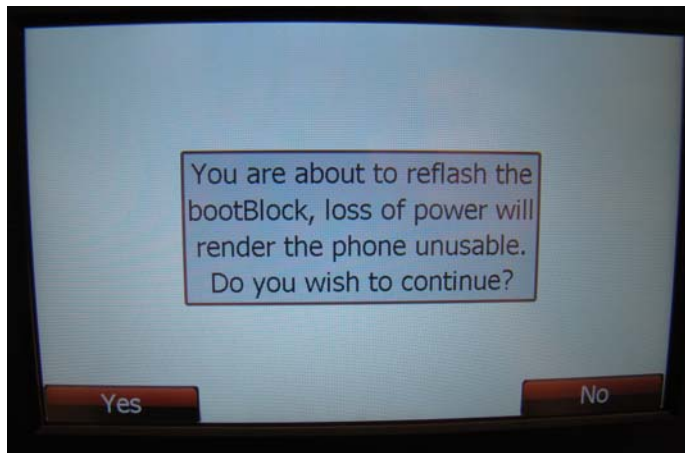 You are about to reflash the
bootBlock, loss of power will
render the phone unusable.
Do you wish to continue?
Yes
No